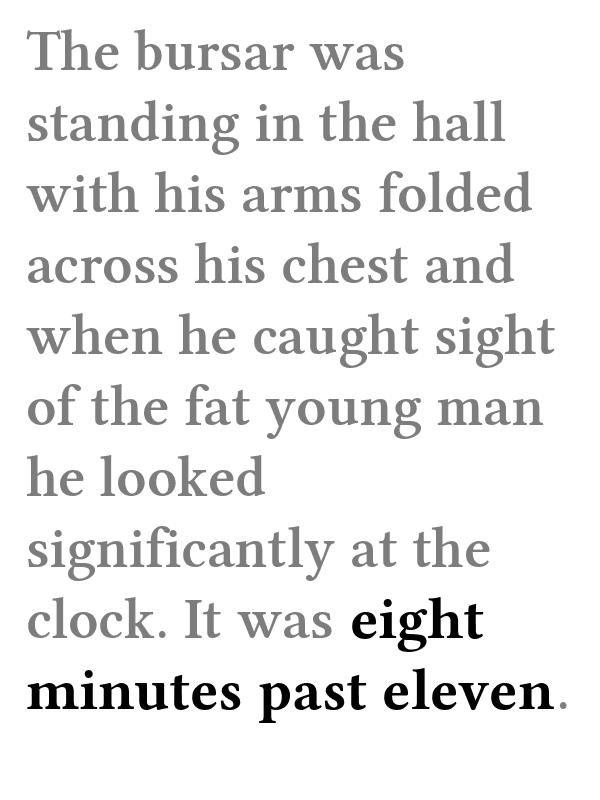 The bursar was
standing in the hall
with his arms folded
across his chest and
when he caught sight
of the fat young man
he looked
significantly at the
clock. It was eight
minutes past eleven.